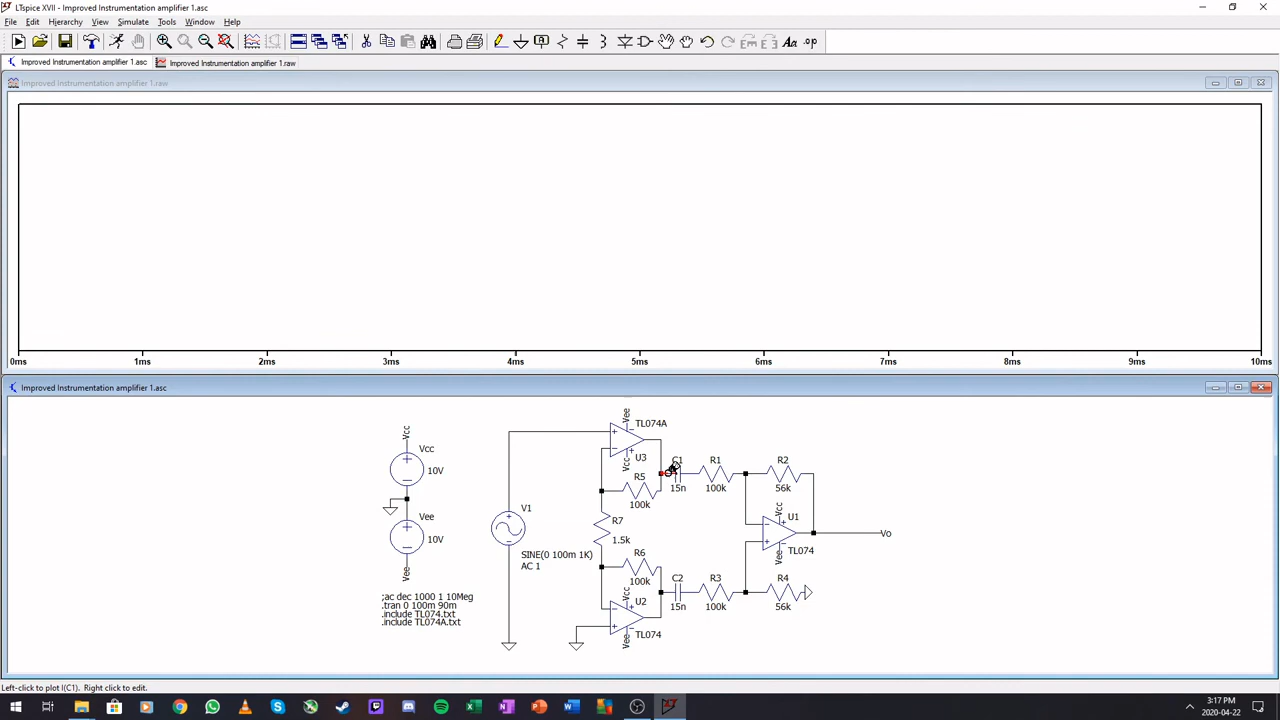 LTspice XVII - Improved Instrumentation amplifier 1.asc
File Edit Hierarchy View Simulate Tools Window Help
Improved Instrumentation amplifier 1.asc Improved Instrumentation amplifier 1.raw
Improved Instrumentation amplifier 1.raw
0ms 1ms 2ms 3ms 4ms 5ms 6ms 7ms 8ms 9ms 10ms
Improved Instrumentation amplifier 1.asc
Vcc
Vcc
10V
Vee
10V
Vee
;ac dec 1000 1 10Meg
.tran 0 100m 90m
.include TL074.txt
.include TL074A.txt
V1
SINE(0 100m 1K)
AC 1
Vee
TL074A
Vcc
U3
R5
100k
R7
1.5k
R6
100k
Vcc
U2
Vee
TL074
C1
15n
R1
100k
R2
56k
Vcc
U1
Vee
TL074
Vo
C2
15n
R3
100k
R4
56k
Left-click to plot I(C1). Right click to edit.
3:17 PM
2020-04-22